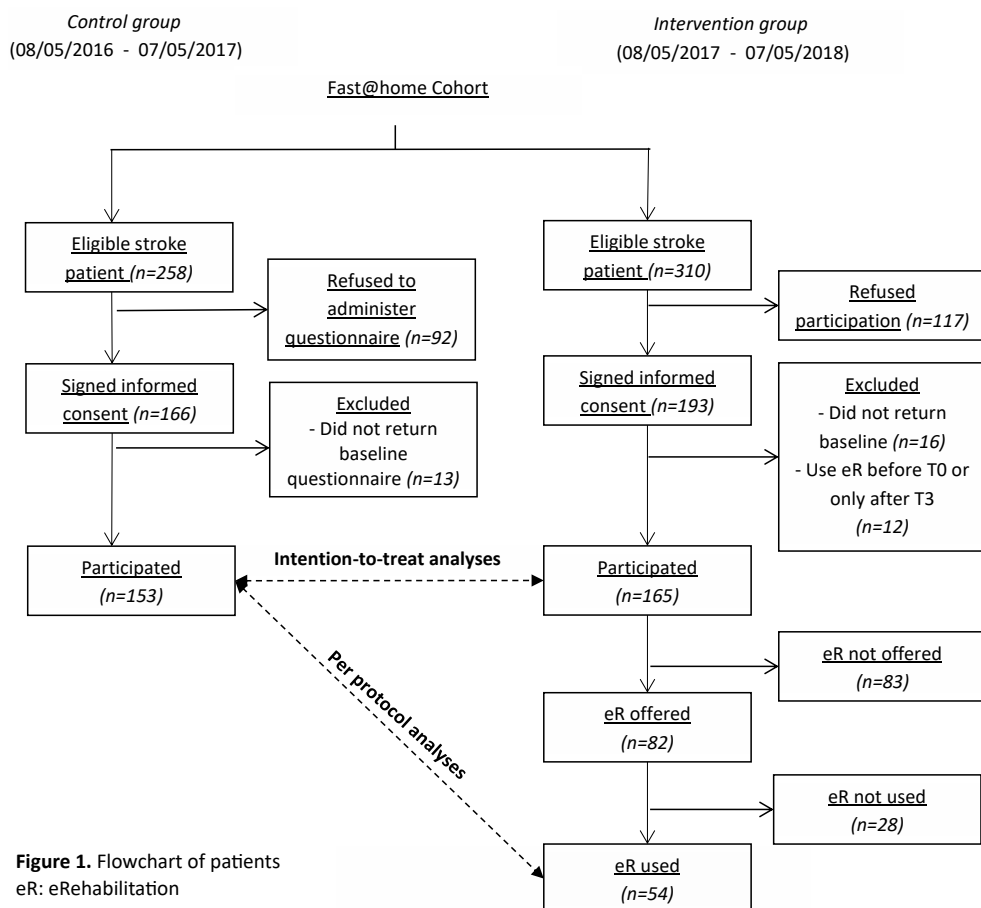 Control group
(08/05/2016 - 07/05/2017)
Intervention group
(08/05/2017 - 07/05/2018)
Fast@home Cohort
Eligible stroke
patient (n=258)
Refused to
administer
questionnaire (n=92)
Signed informed
consent (n=166)
Excluded
- Did not return
baseline
questionnaire (n=13)
Participated
(n=153)
Eligible stroke
patient (n=310)
Refused
participation (n=117)
Signed informed
consent (n=193)
Excluded
- Did not return
baseline (n=16)
- Use eR before T0 or
only after T3
(n=12)
Intention-to-treat analyses
Participated
(n=165)
Per protocol analyses
eR not offered
(n=83)
eR offered
(n=82)
eR not used
(n=28)
eR used
(n=54)
Figure 1. Flowchart of patients
eR: eRehabilitation